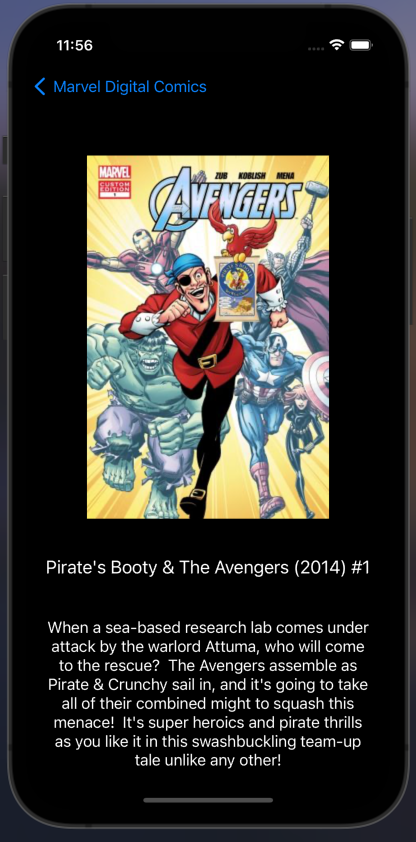 11:56
Marvel Digital Comics
MARVEL
CUSTOM
EDITION
1
ZUB KOBLISH MENA
AVENGERS
Pirate's Booty & The Avengers (2014) #1
When a sea-based research lab comes under
attack by the warlord Attuma, who will come
to the rescue?  The Avengers assemble as
Pirate & Crunchy sail in, and it's going to take
all of their combined might to squash this
menace!  It's super heroics and pirate thrills
as you like it in this swashbuckling team-up
tale unlike any other!